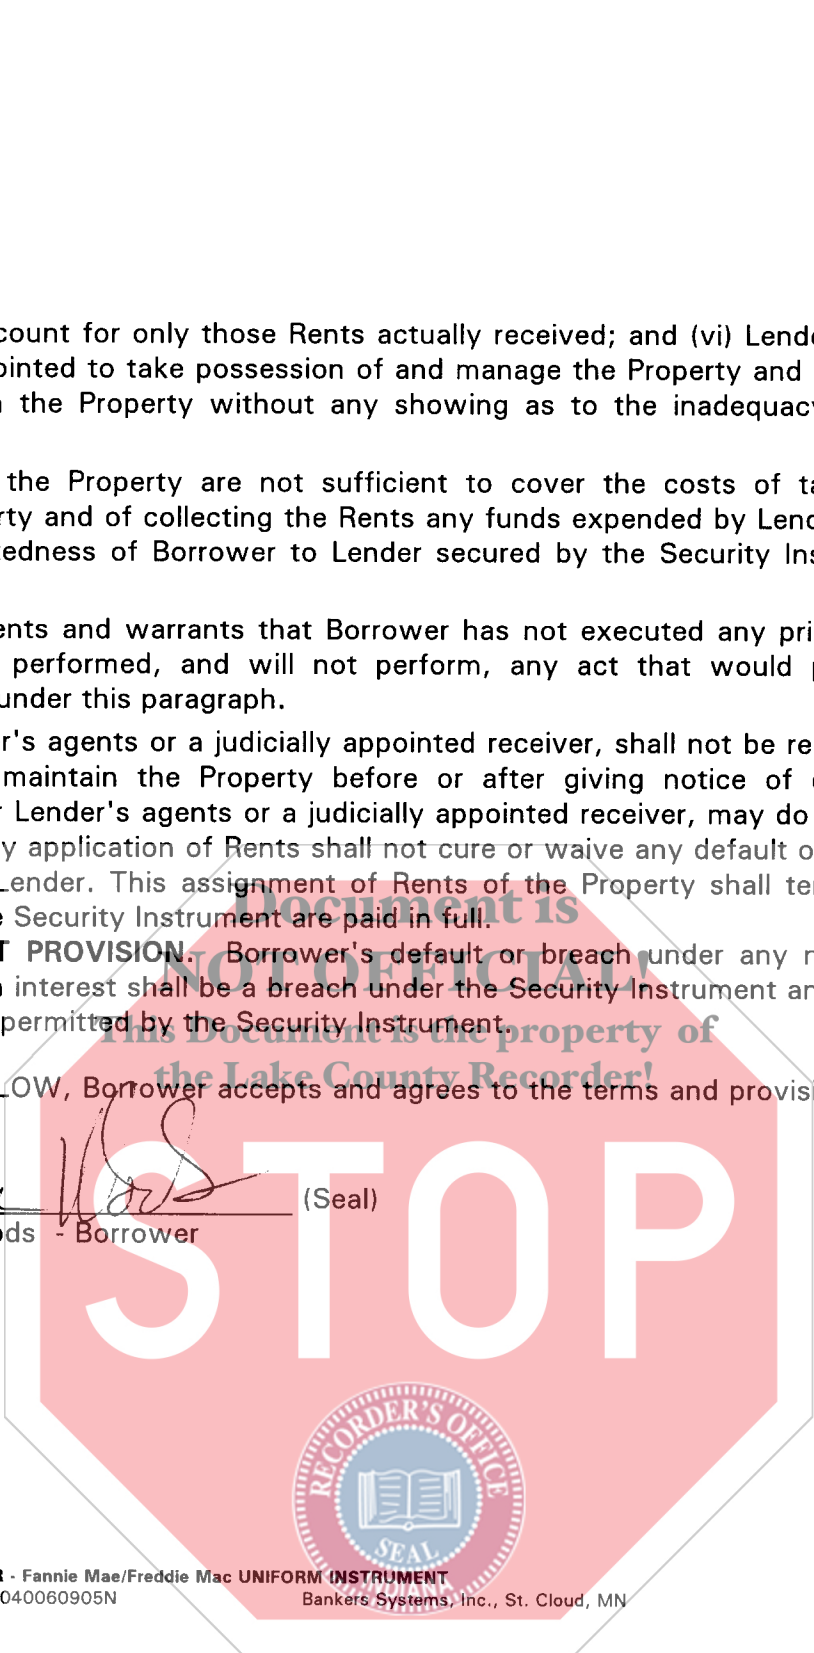 count for only those Rents actually received; and (vi) Lend
ointed to take possession of and manage the Property and
the Property without any showing as to the inadequac
the Property are not sufficient to cover the costs of ta
rty and of collecting the Rents any funds expended by Lend
tedness of Borrower to Lender secured by the Security Ins
ents and warrants that Borrower has not executed any pri
performed, and will not perform, any act that would
under this paragraph.
r's agents or a judicially appointed receiver, shall not be re
maintain the Property before or after giving notice of
r Lender's agents or a judicially appointed receiver, may do
y application of Rents shall not cure or waive any default o
Lender. This assignment of Rents of the Property shall te
Document is
e Security Instrument are paid in full.
T PROVISION. Borrower's default or breach under any n
NOT OFFICIAL!
interest shall be a breach under the Security Instrument an
permitted by the Security Instrument.
This Document is the property of
the Lake County Recorder!
LOW, Borrower accepts and agrees to the terms and provis
STOP
(Seal)
ds - Borrower
RECORDER'S OFFICE
SEAL
INDIANA
R - Fannie Mae/Freddie Mac UNIFORM INSTRUMENT
040060905N Bankers Systems, Inc., St. Cloud, MN